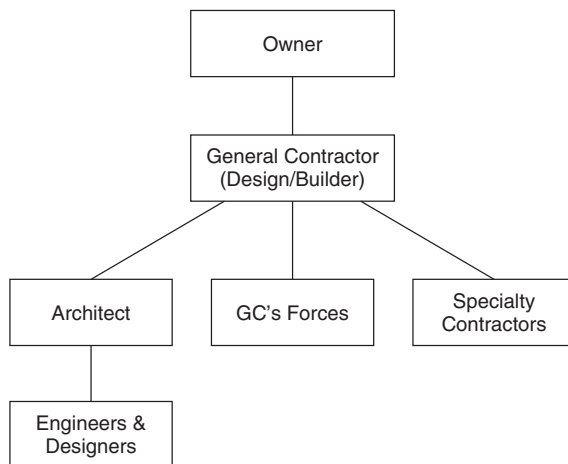 Owner
General Contractor
(Design/Builder)
Architect
GC's Forces
Specialty
Contractors
Engineers &
Designers